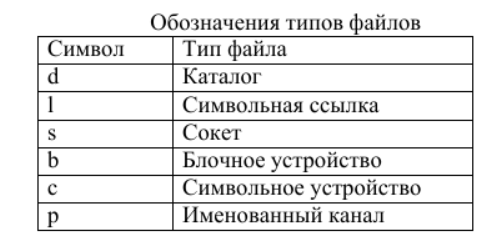 Обозначения типов файлов
Символ Тип файла
d Каталог
l Символьная ссылка
s Сокет
b Блочное устройство
c Символьное устройство
p Именованный канал